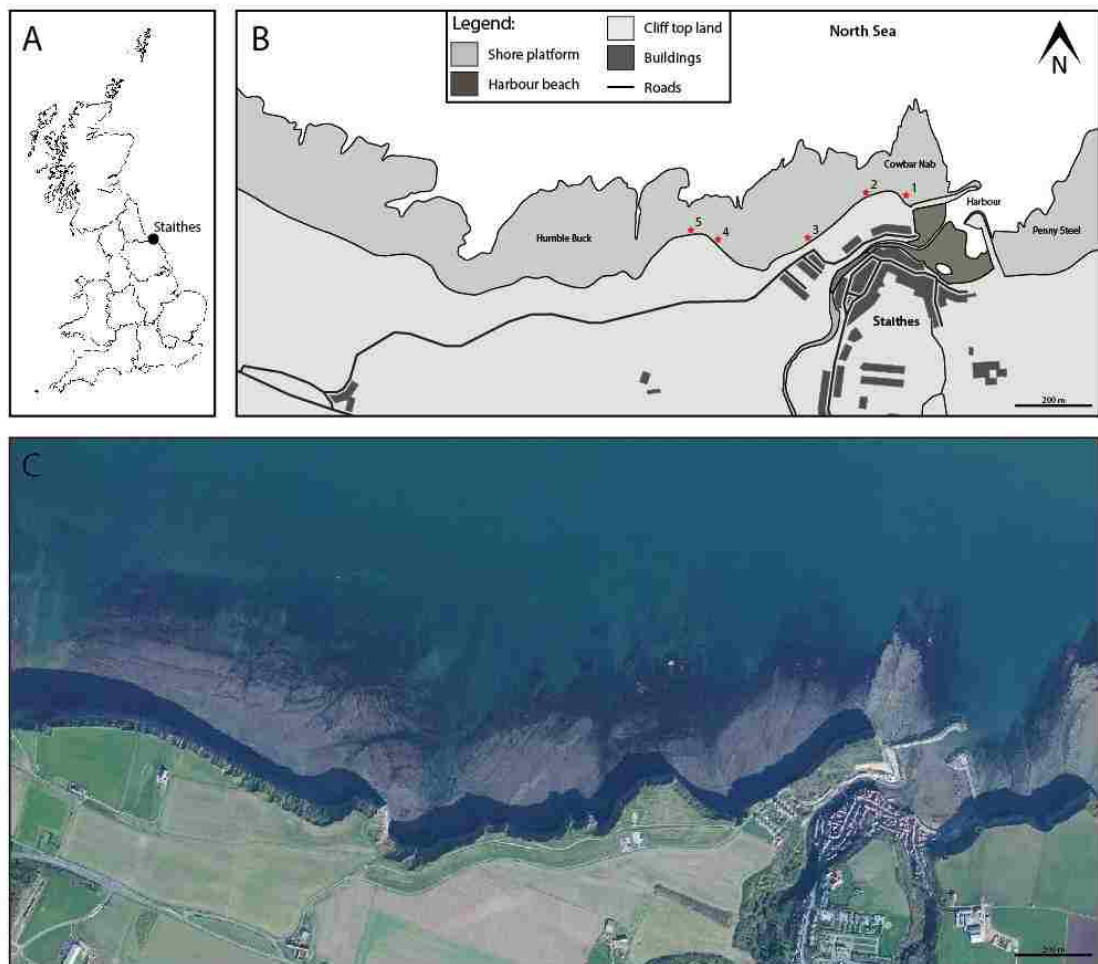 A
Staithes
B
Legend:
Shore platform
Harbour beach
Cliff top land
Buildings
Roads
North Sea
N
Cowbar Nab
1
2
Harbour
3
4
5
Humble Buck
Penny Steel
Staithes
200 m
C
200 m